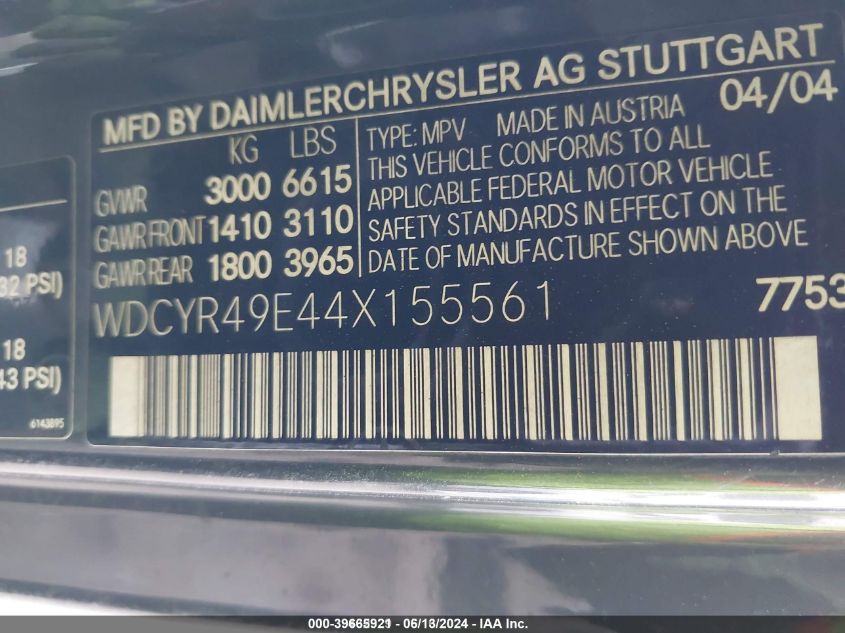 MFD BY DAIMLERCHRYSLER AG STUTTGART
KG LBS
GVWR 3000 6615
GAWR FRONT 1410 3110
GAWR REAR 1800 3965
TYPE: MPV MADE IN AUSTRIA 04/04
THIS VEHICLE CONFORMS TO ALL
APPLICABLE FEDERAL MOTOR VEHICLE
SAFETY STANDARDS IN EFFECT ON THE
DATE OF MANUFACTURE SHOWN ABOVE
WDCYR49E44X155561 7753
18
32 PSI)
18
43 PSI)
6143895
000-39665921 - 06/18/2024 - IAA Inc.